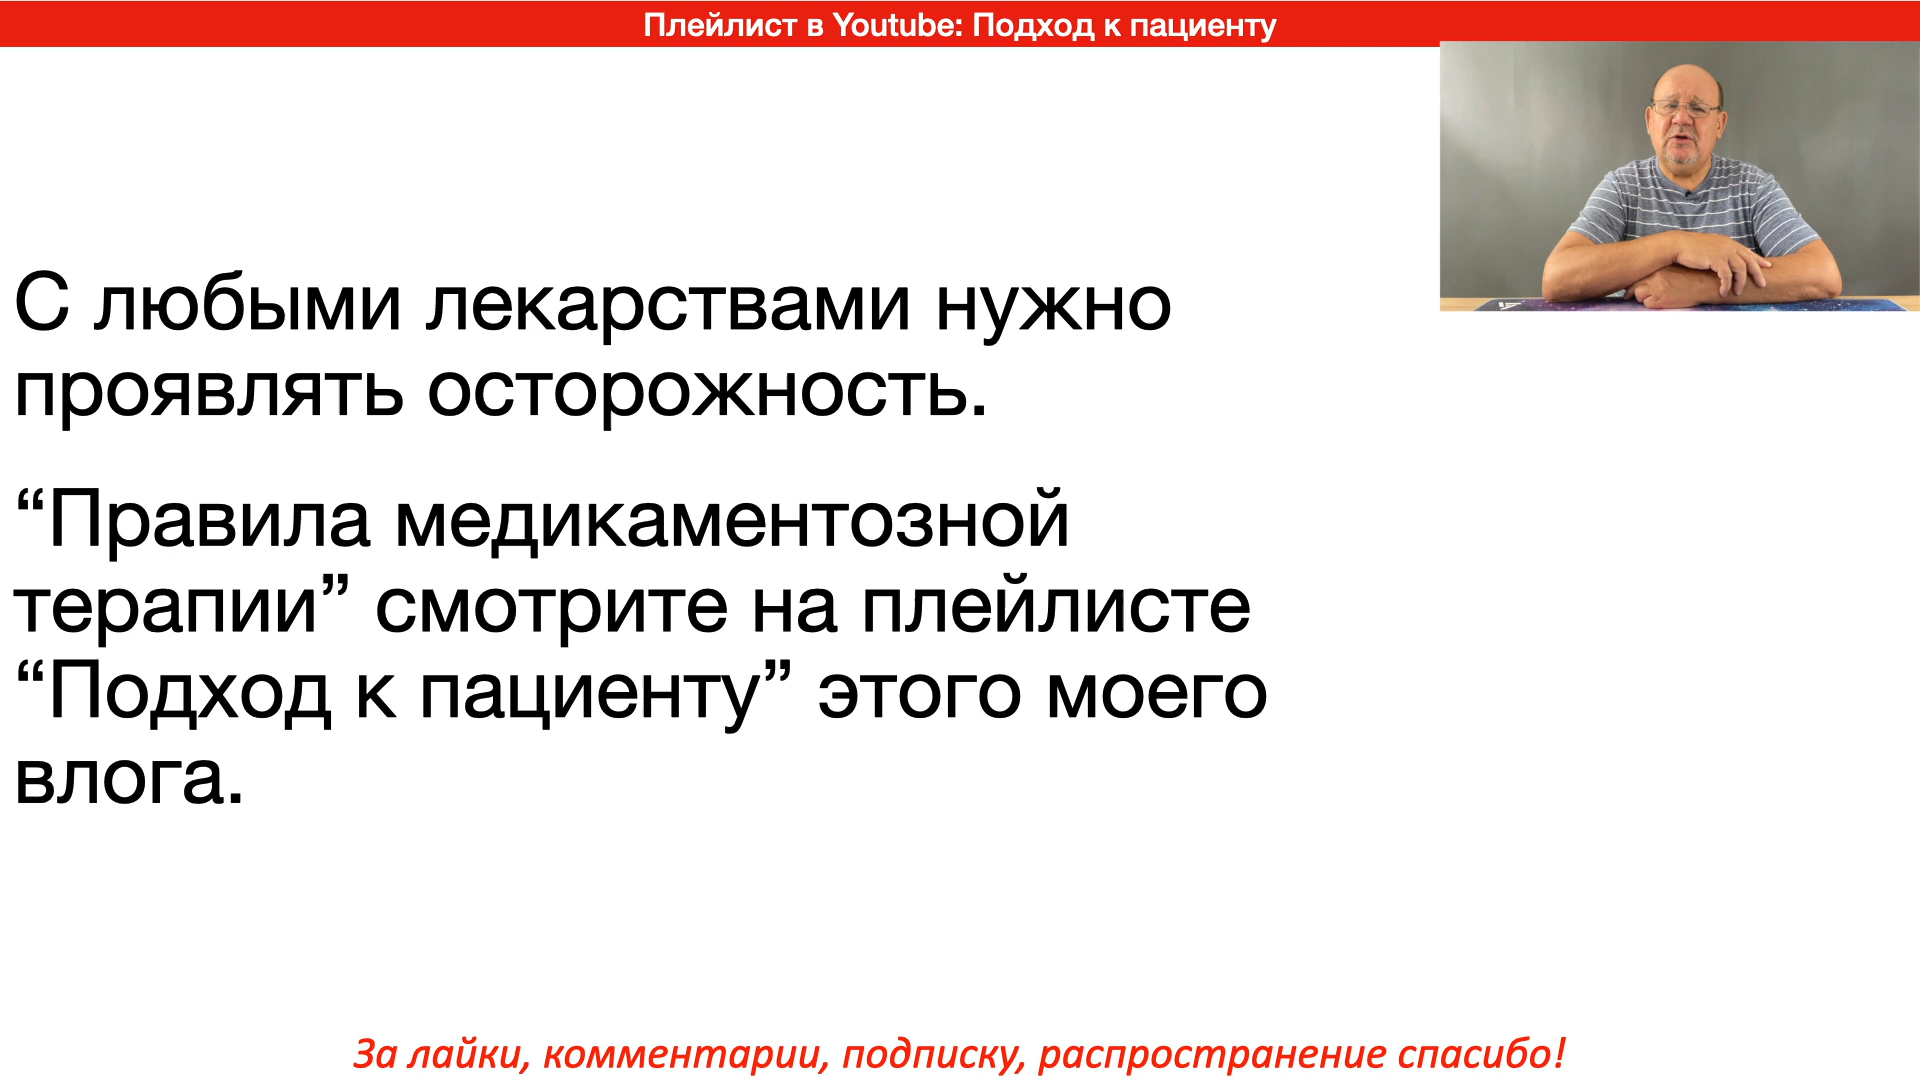 Плейлист в Youtube: Подход к пациенту
С любыми лекарствами нужно
проявлять осторожность.
“Правила медикаментозной
терапии” смотрите на плейлисте
“Подход к пациенту” этого моего
влога.
За лайки, комментарии, подписку, распространение спасибо!